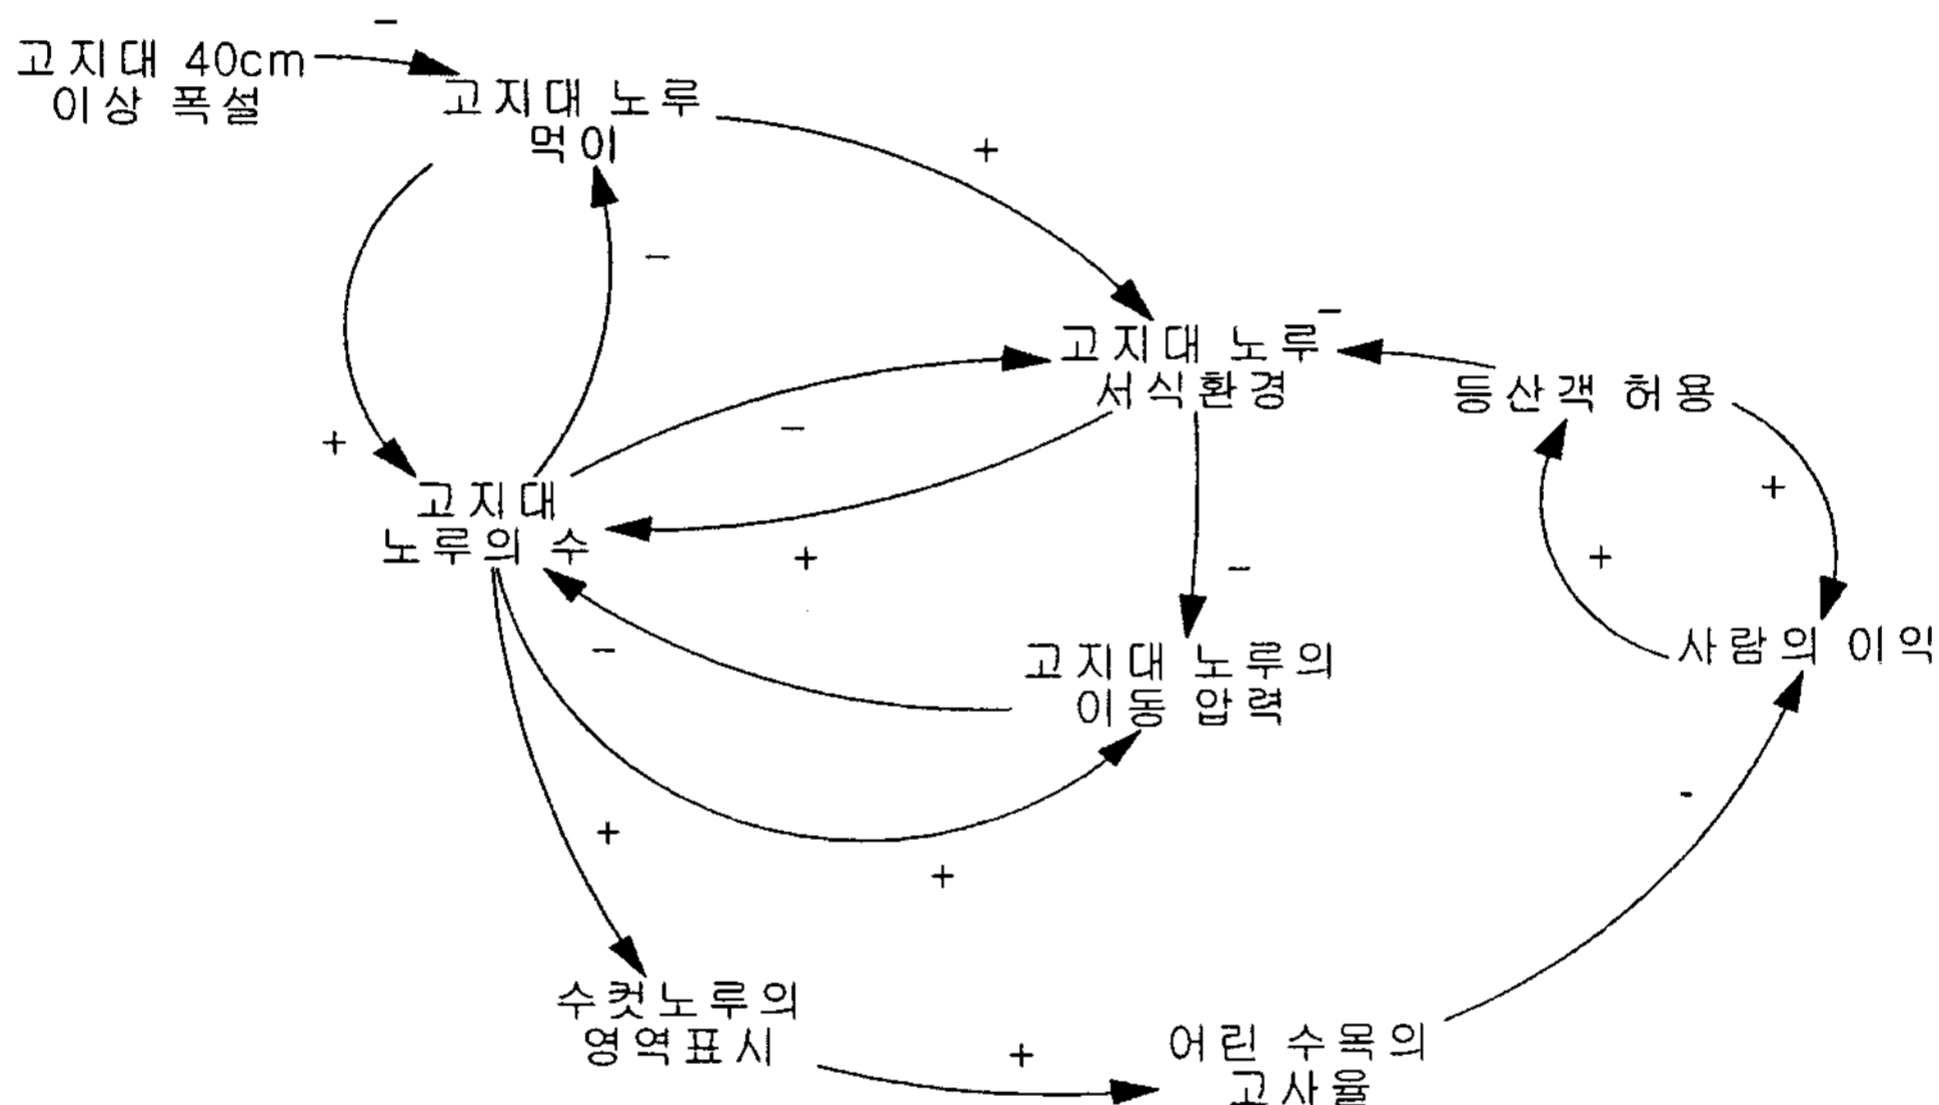 −
고지대 40cm
이상 폭설
고지대 노루
먹이
+
−
−
고지대 노루
서식환경
등산객 허용
−
+
+
고지대
노루의 수
+
+
−
사람의 이익
−
고지대 노루의
이동 압력
-
+
+
수컷노루의
영역표시
+
어린 수목의
고사율